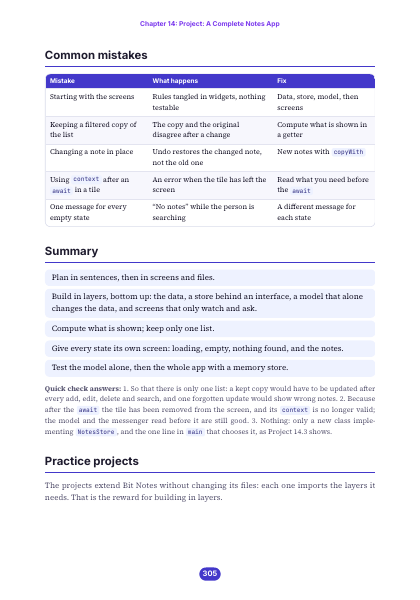 Chapter 14: Project: A Complete Notes App
Common mistakes
Mistake What happens Fix
Starting with the screens Rules tangled in widgets, nothing testable Data, store, model, then screens
Keeping a filtered copy of the list The copy and the original disagree after a change Compute what is shown in a getter
Changing a note in place Undo restores the changed note, not the old one New notes with copyWith
Using context after an await in a tile An error when the tile has left the screen Read what you need before the await
One message for every empty state “No notes” while the person is searching A different message for each state
Summary
Plan in sentences, then in screens and files.
Build in layers, bottom up: the data, a store behind an interface, a model that alone
changes the data, and screens that only watch and ask.
Compute what is shown; keep only one list.
Give every state its own screen: loading, empty, nothing found, and the notes.
Test the model alone, then the whole app with a memory store.
Quick check answers: 1. So that there is only one list: a kept copy would have to be updated after
every add, edit, delete and search, and one forgotten update would show wrong notes. 2. Because
after the await the tile has been removed from the screen, and its context is no longer valid;
the model and the messenger read before it are still good. 3. Nothing: only a new class imple-
menting NotesStore, and the one line in main that chooses it, as Project 14.3 shows.
Practice projects
The projects extend Bit Notes without changing its files: each one imports the layers it
needs. That is the reward for building in layers.
305